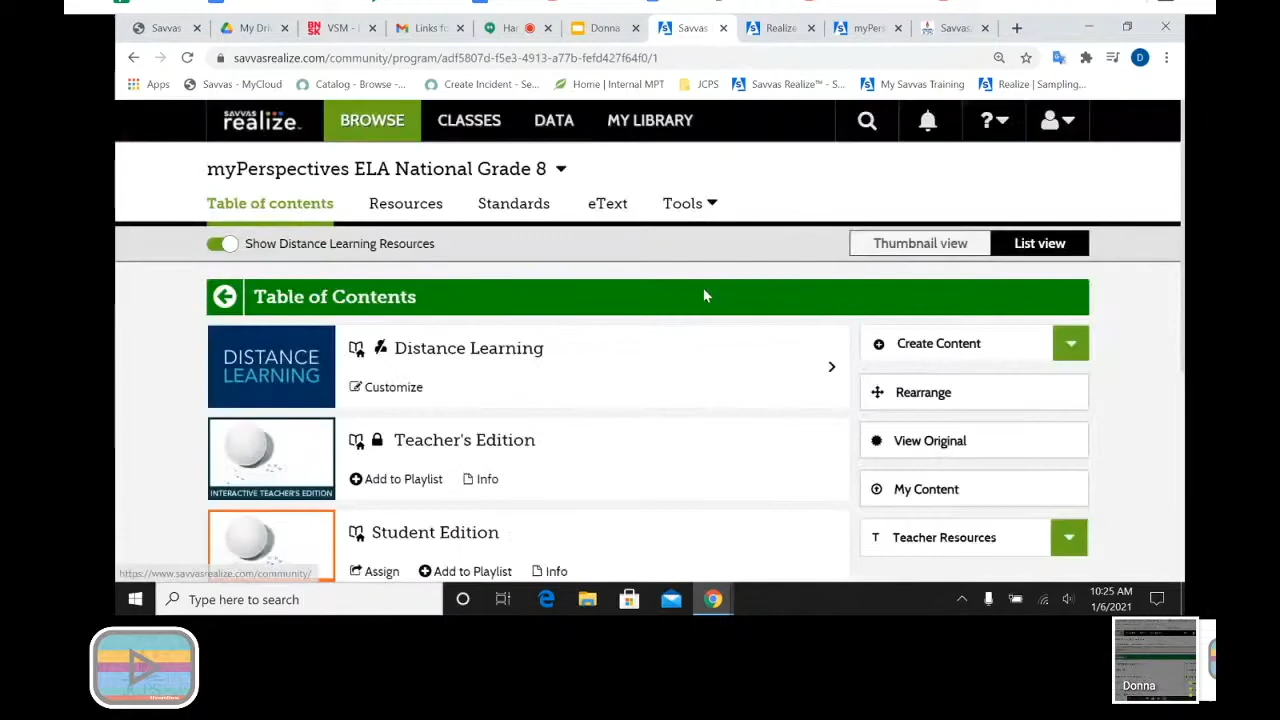 Savvas
My Dri
VSM -
Links fo
Ha
Donna
Savvas
Realize
myPers
Savvas.
savvasrealize.com/community/program/adf5807d-f5e3-4913-a77b-fefd427f64f0/1
D
Apps
Savvas - MyCloud
Catalog - Browse -...
Create Incident - Se...
Home | Internal MPT
JCPS
Savvas Realize™ - S...
My Savvas Training
Realize | Sampling...
SAVVAS
realize™
BROWSE
CLASSES
DATA
MY LIBRARY
?
myPerspectives ELA National Grade 8
Table of contents
Resources
Standards
eText
Tools
Show Distance Learning Resources
Thumbnail view
List view
Table of Contents
DISTANCE
LEARNING
Distance Learning
Customize
Create Content
Rearrange
View Original
My Content
T Teacher Resources
INTERACTIVE TEACHER'S EDITION
Teacher's Edition
Add to Playlist
Info
Student Edition
Assign
Add to Playlist
Info
https://www.savvasrealize.com/community/
Type here to search
10:25 AM
1/6/2021
Donna